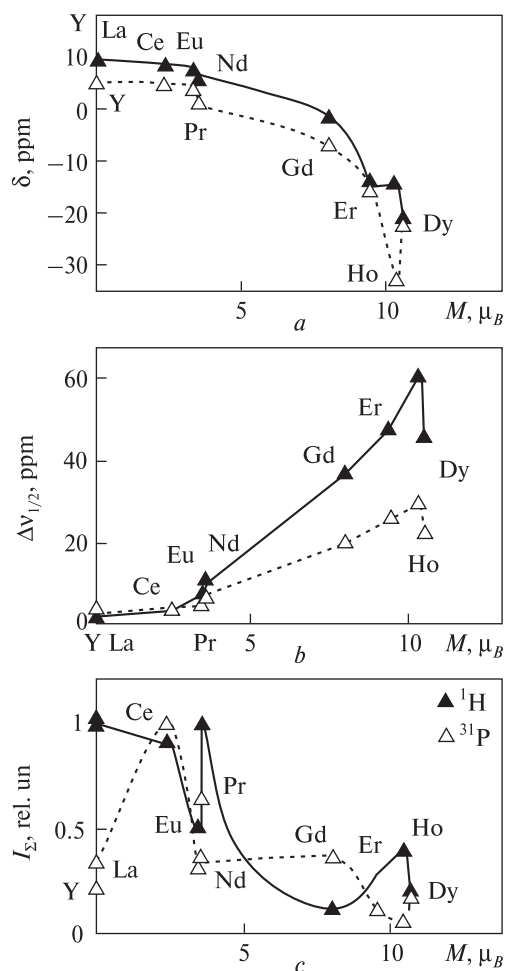 Y
La
Ce Eu
Nd
10
Y
Pr
0
δ, ppm
Gd
−10
Er
−20
Dy
Ho
−30
5 10 M, μB
a
60
Er
Gd
40
Δν1/2, ppm
Dy
Eu Nd
20
Ho
Ce
0
Y La Pr 5 10 M, μB
b
Ce
1H
1
31P
Pr
Ho
Er
Gd
0.5
Eu
IΣ, rel. un
La
Nd
Dy
Y
0
5 10 M, μB
c